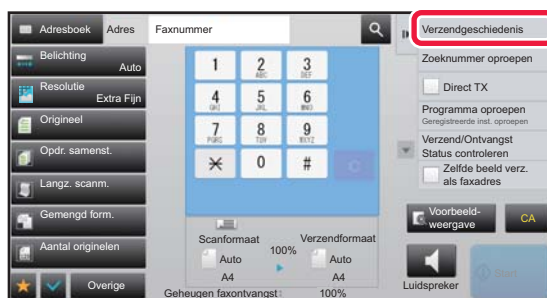 Adresboek
Adres
Faxnummer
Belichting
Auto
Resolutie
Extra Fijn
Origineel
Opdr. samenst.
Langz. scanm.
Gemengd form.
Aantal originelen
Overige
1
2
ABC
3
DEF
4
GHI
5
JKL
6
MNO
7
PQRS
8
TUV
9
WXYZ
0
#
Scanformaat
100%
Verzendformaat
Auto
A4
Auto
A4
Geheugen faxontvangst:
100%
Verzendgeschiedenis
Zoeknummer oproepen
Direct TX
Programma oproepen
Geregistreerde inst. oproepen
Verzend/Ontvangst
Status controleren
Zelfde beeld verz.
als faxadres
Voorbeeld-
weergave
CA
Luidspreker
Start